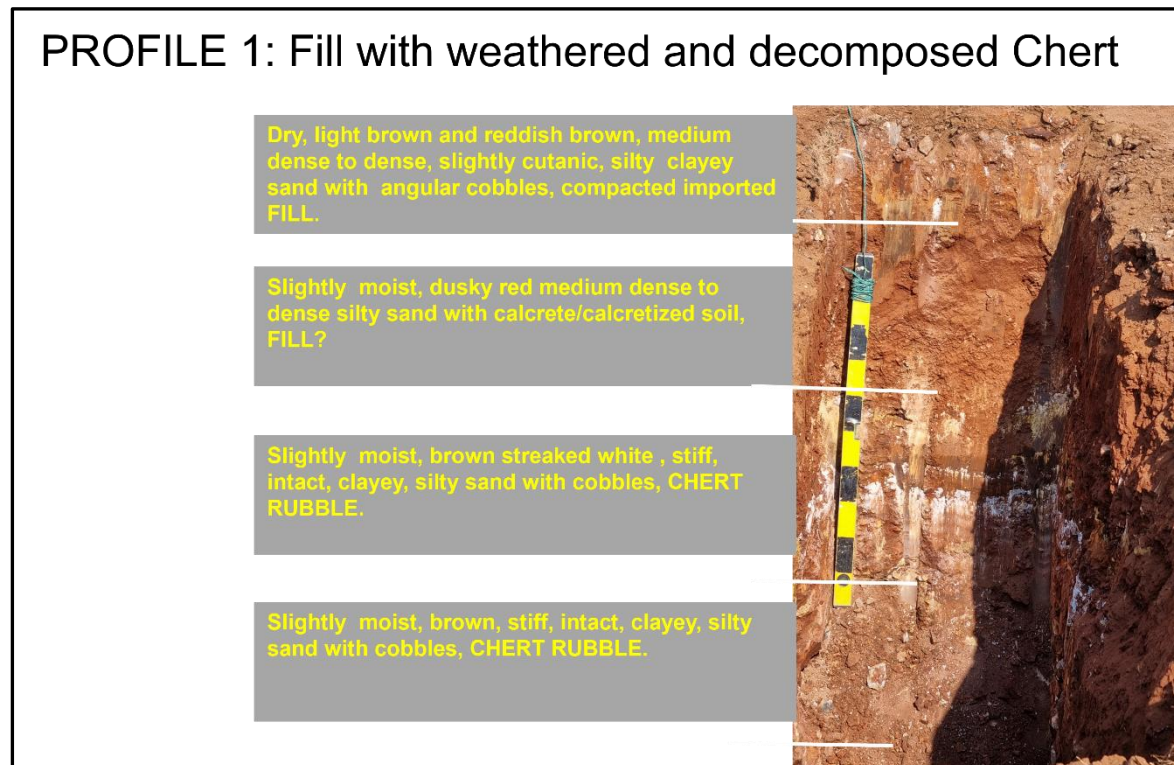 PROFILE 1: Fill with weathered and decomposed Chert
Dry, light brown and reddish brown, medium
dense to dense, slightly cutanic, silty clayey
sand with angular cobbles, compacted imported
FILL.
Slightly moist, dusky red medium dense to
dense silty sand with calcrete/calcretized soil,
FILL?
Slightly moist, brown streaked white , stiff,
intact, clayey, silty sand with cobbles, CHERT
RUBBLE.
Slightly moist, brown, stiff, intact, clayey, silty
sand with cobbles, CHERT RUBBLE.